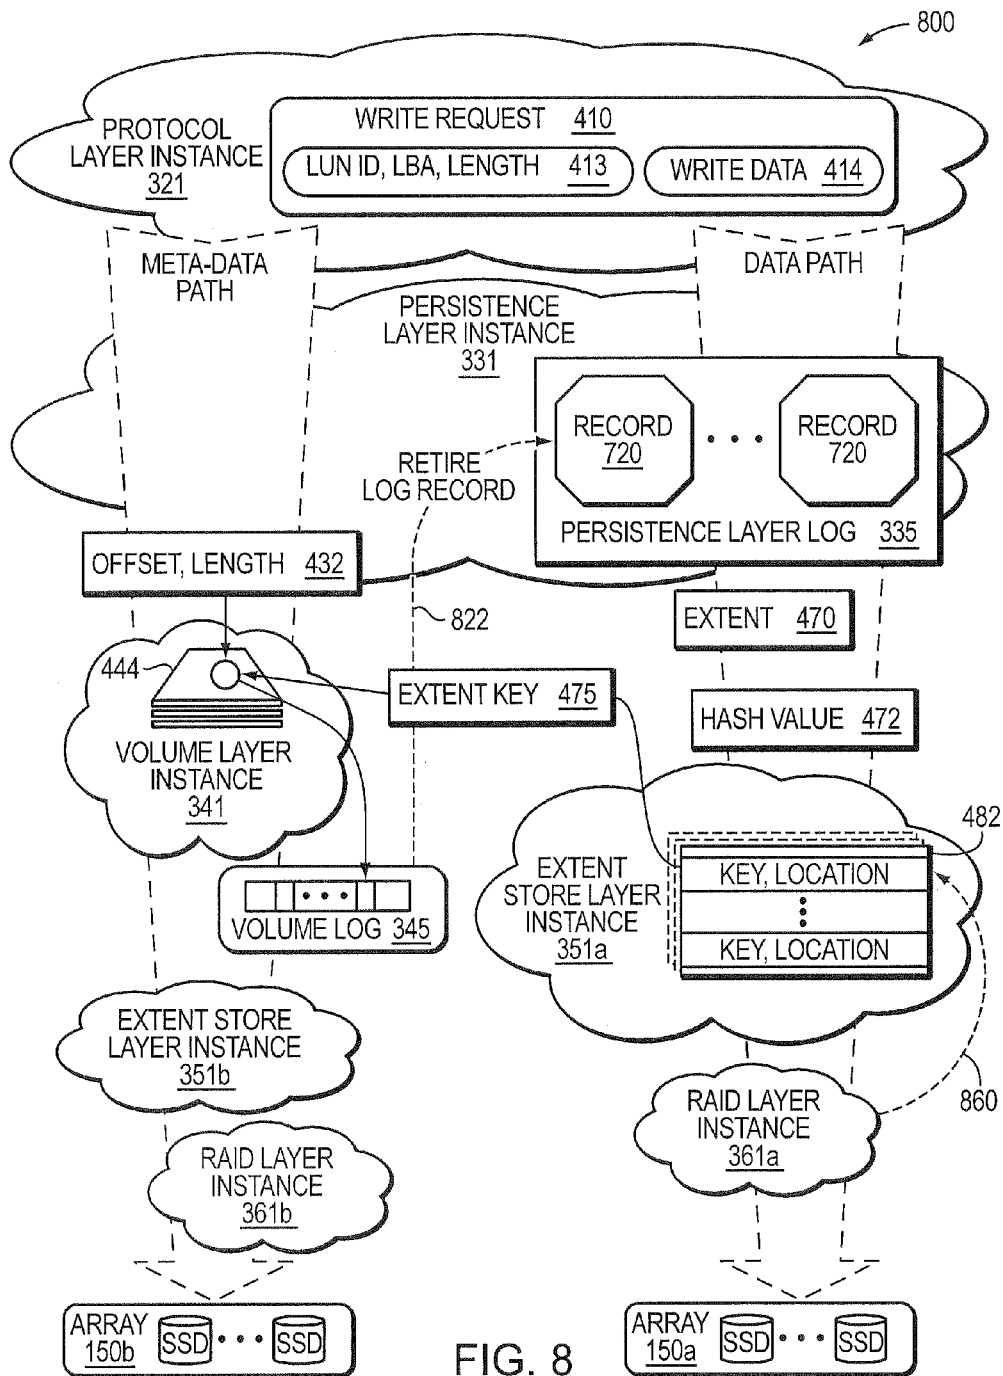 800
WRITE REQUEST 410
PROTOCOL
LAYER INSTANCE
321
LUN ID, LBA, LENGTH 413
WRITE DATA 414
META-DATA
PATH
DATA PATH
PERSISTENCE
LAYER INSTANCE
331
RECORD
720
• • •
RECORD
720
RETIRE
LOG RECORD
PERSISTENCE LAYER LOG 335
OFFSET, LENGTH 432
822
EXTENT 470
444
EXTENT KEY 475
HASH VALUE 472
VOLUME LAYER
INSTANCE
341
482
EXTENT
STORE LAYER
INSTANCE
351a
KEY, LOCATION
KEY, LOCATION
VOLUME LOG 345
EXTENT STORE
LAYER INSTANCE
351b
860
RAID LAYER
INSTANCE
361a
RAID LAYER
INSTANCE
361b
ARRAY
150b
SSD • • • SSD
ARRAY
150a
SSD • • • SSD
FIG. 8